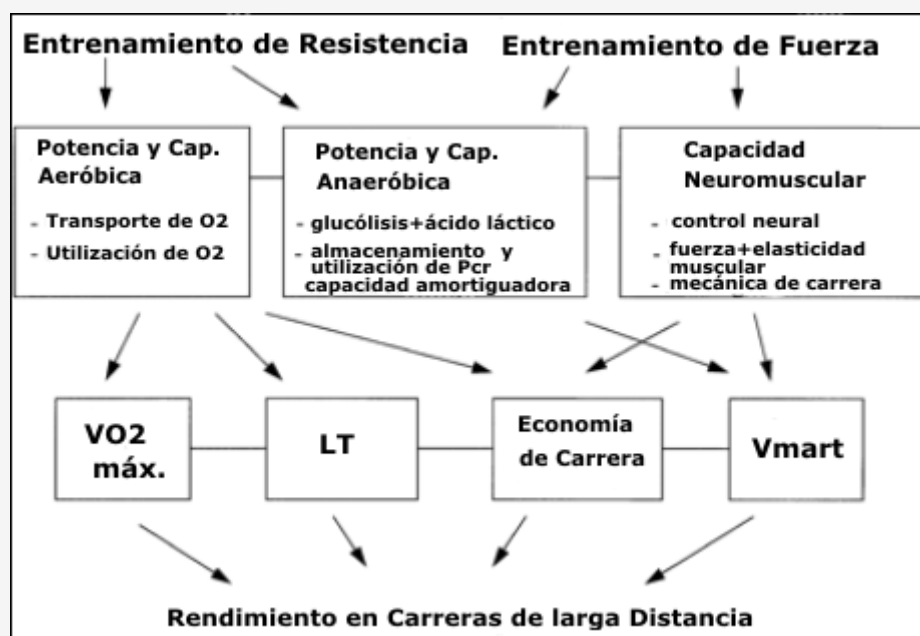 Entrenamiento de Resistencia
Entrenamiento de Fuerza
Potencia y Cap.
Aeróbica
- Transporte de O2
- Utilización de O2
Potencia y Cap.
Anaeróbica
- glucólisis+ácido láctico
- almacenamiento y
utilización de Pcr
capacidad amortiguadora
Capacidad
Neuromuscular
- control neural
- fuerza+elasticidad
muscular
- mecánica de carrera
VO2
máx.
LT
Economía
de Carrera
Vmart
Rendimiento en Carreras de larga Distancia